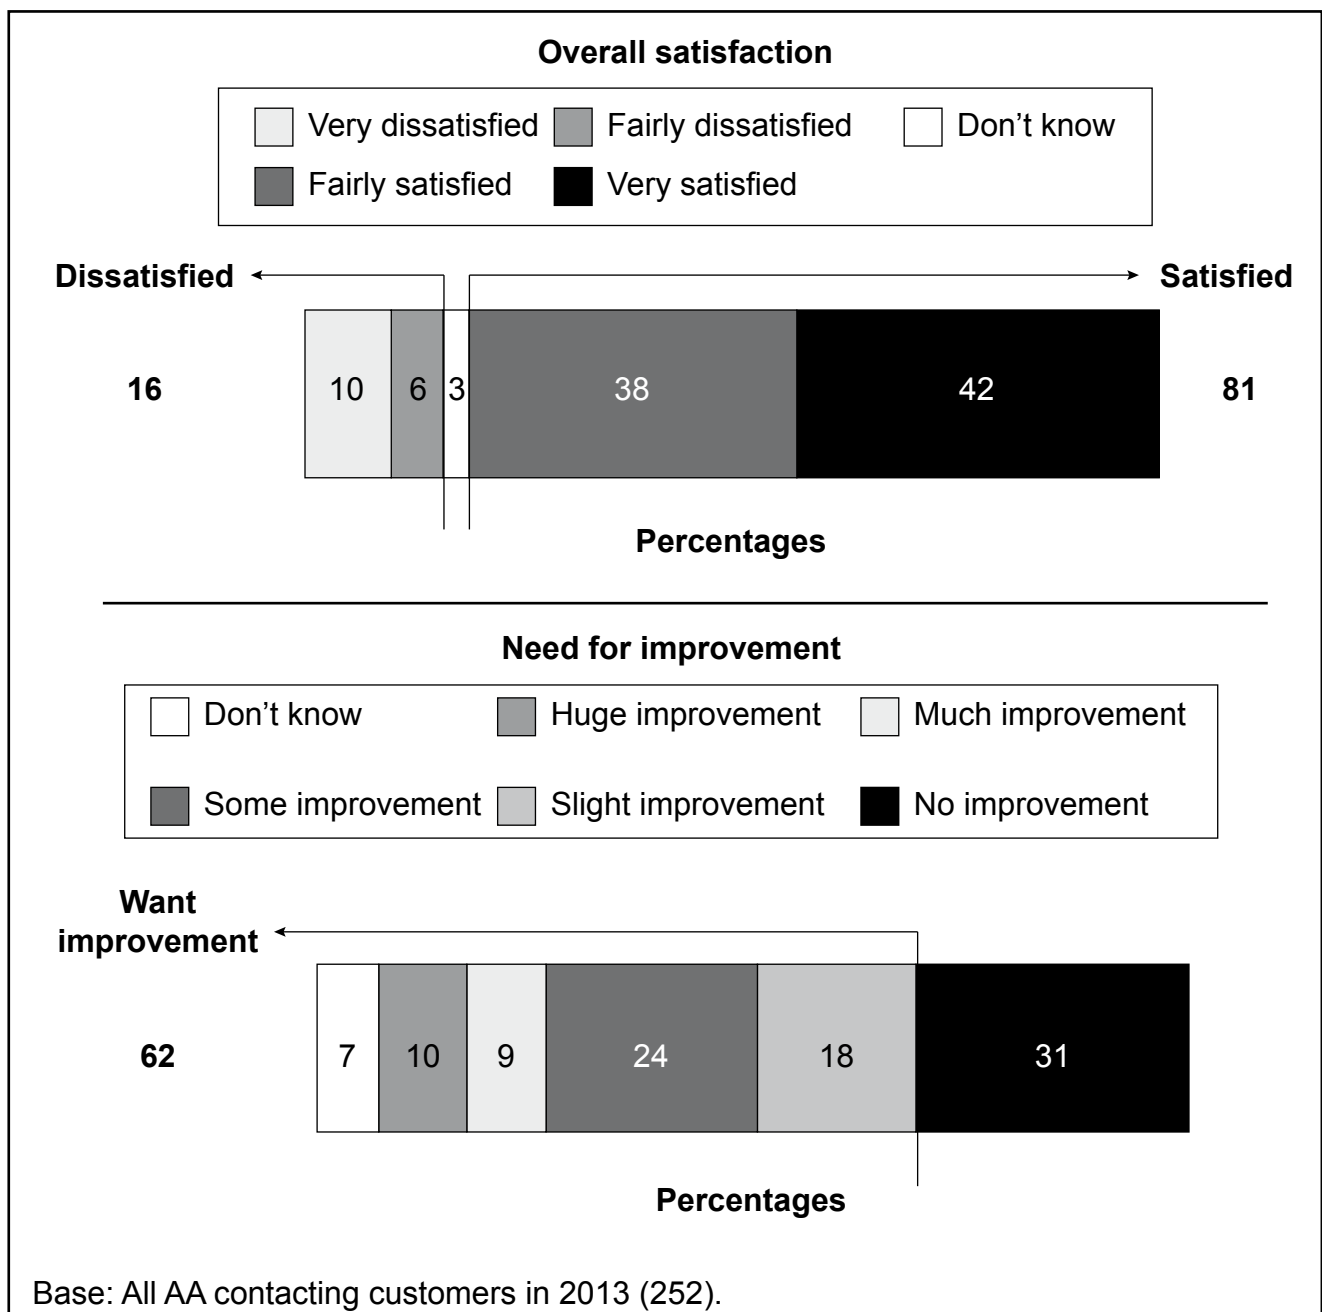 Overall satisfaction
Very dissatisfied
Fairly dissatisfied
Don't know
Fairly satisfied
Very satisfied
Dissatisfied
Satisfied
16
10
6
3
38
42
81
Percentages
Need for improvement
Don't know
Huge improvement
Much improvement
Some improvement
Slight improvement
No improvement
Want
improvement
62
7
10
9
24
18
31
Percentages
Base: All AA contacting customers in 2013 (252).